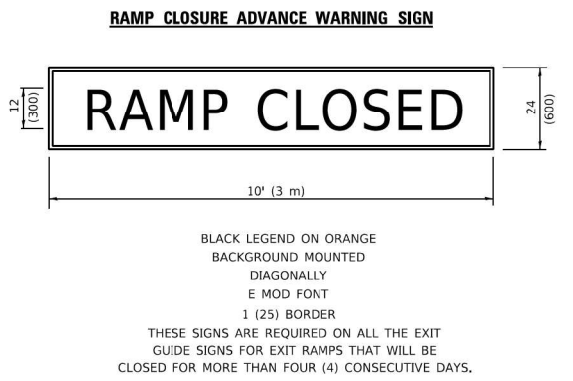 RAMP CLOSURE ADVANCE WARNING SIGN
RAMP CLOSED
12
(300)
24
(600)
10' (3 m)
BLACK LEGEND ON ORANGE
BACKGROUND MOUNTED
DIAGONALLY
E MOD FONT
1 (25) BORDER
THESE SIGNS ARE REQUIRED ON ALL THE EXIT
GUIDE SIGNS FOR EXIT RAMPS THAT WILL BE
CLOSED FOR MORE THAN FOUR (4) CONSECUTIVE DAYS.